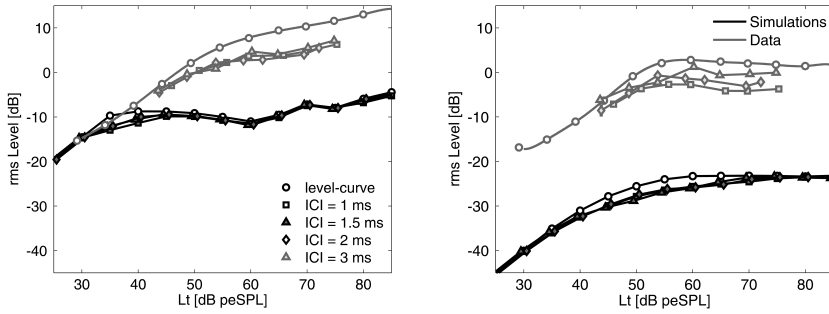 10
0
-10
-20
-30
-40
rms Level [dB]
30 40 50 60 70 80
Lt [dB peSPL]
level-curve
ICI = 1 ms
ICI = 1.5 ms
ICI = 2 ms
ICI = 3 ms
10
0
-10
-20
-30
-40
rms Level [dB]
30 40 50 60 70 80
Lt [dB peSPL]
Simulations
Data